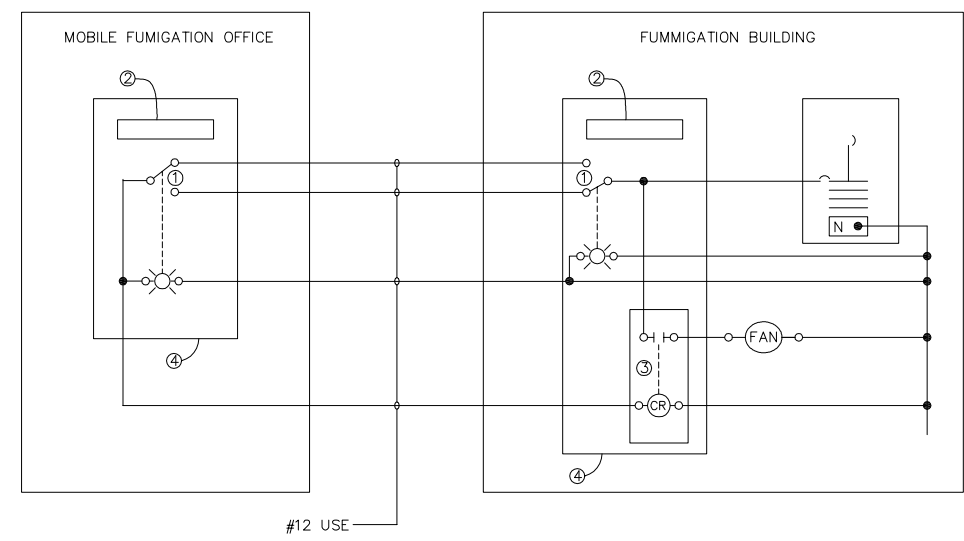 MOBILE FUMIGATION OFFICE
FUMMIGATION BUILDING
2
2
1
1
N
FAN
4
3
CR
4
#12 USE